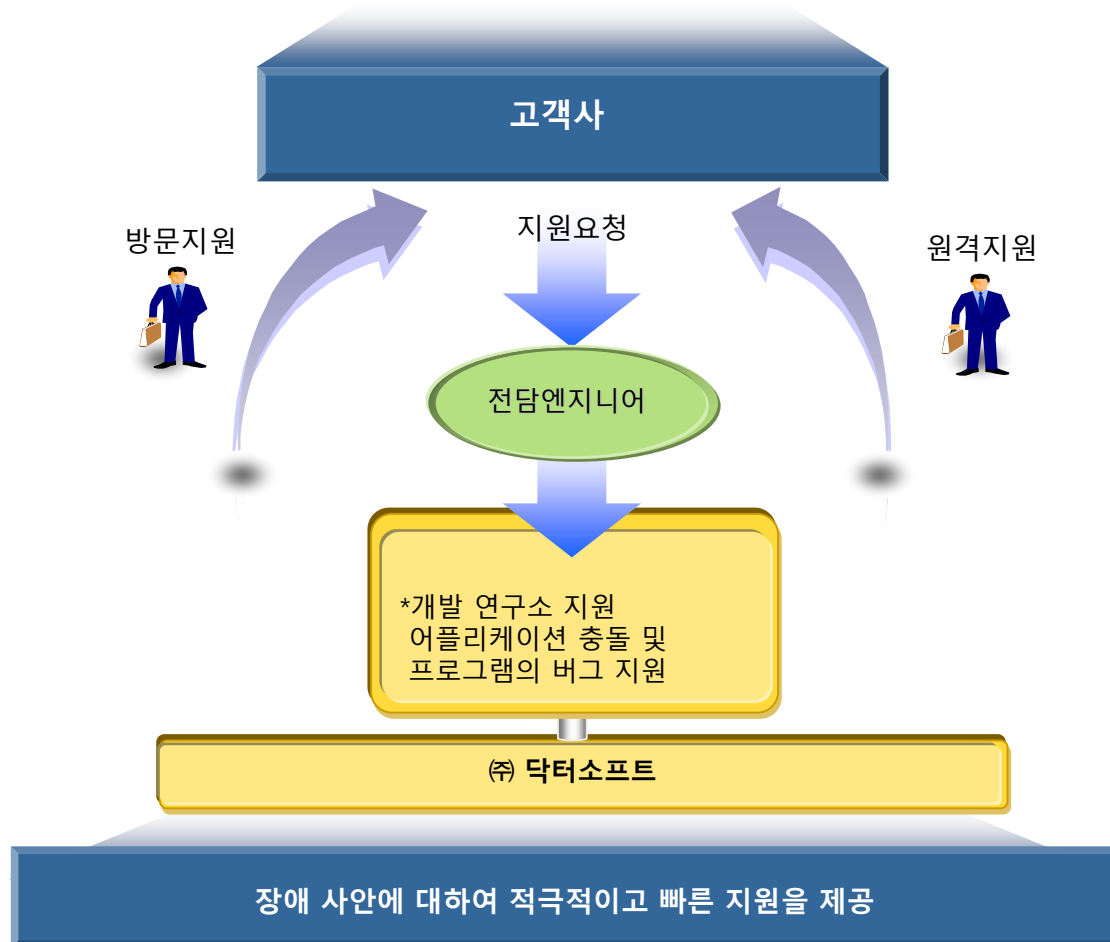 고객사
방문지원
지원요청
원격지원
전담엔지니어
*개발 연구소 지원
어플리케이션 충돌 및
프로그램의 버그 지원
㈜ 닥터소프트
장애 사안에 대하여 적극적이고 빠른 지원을 제공